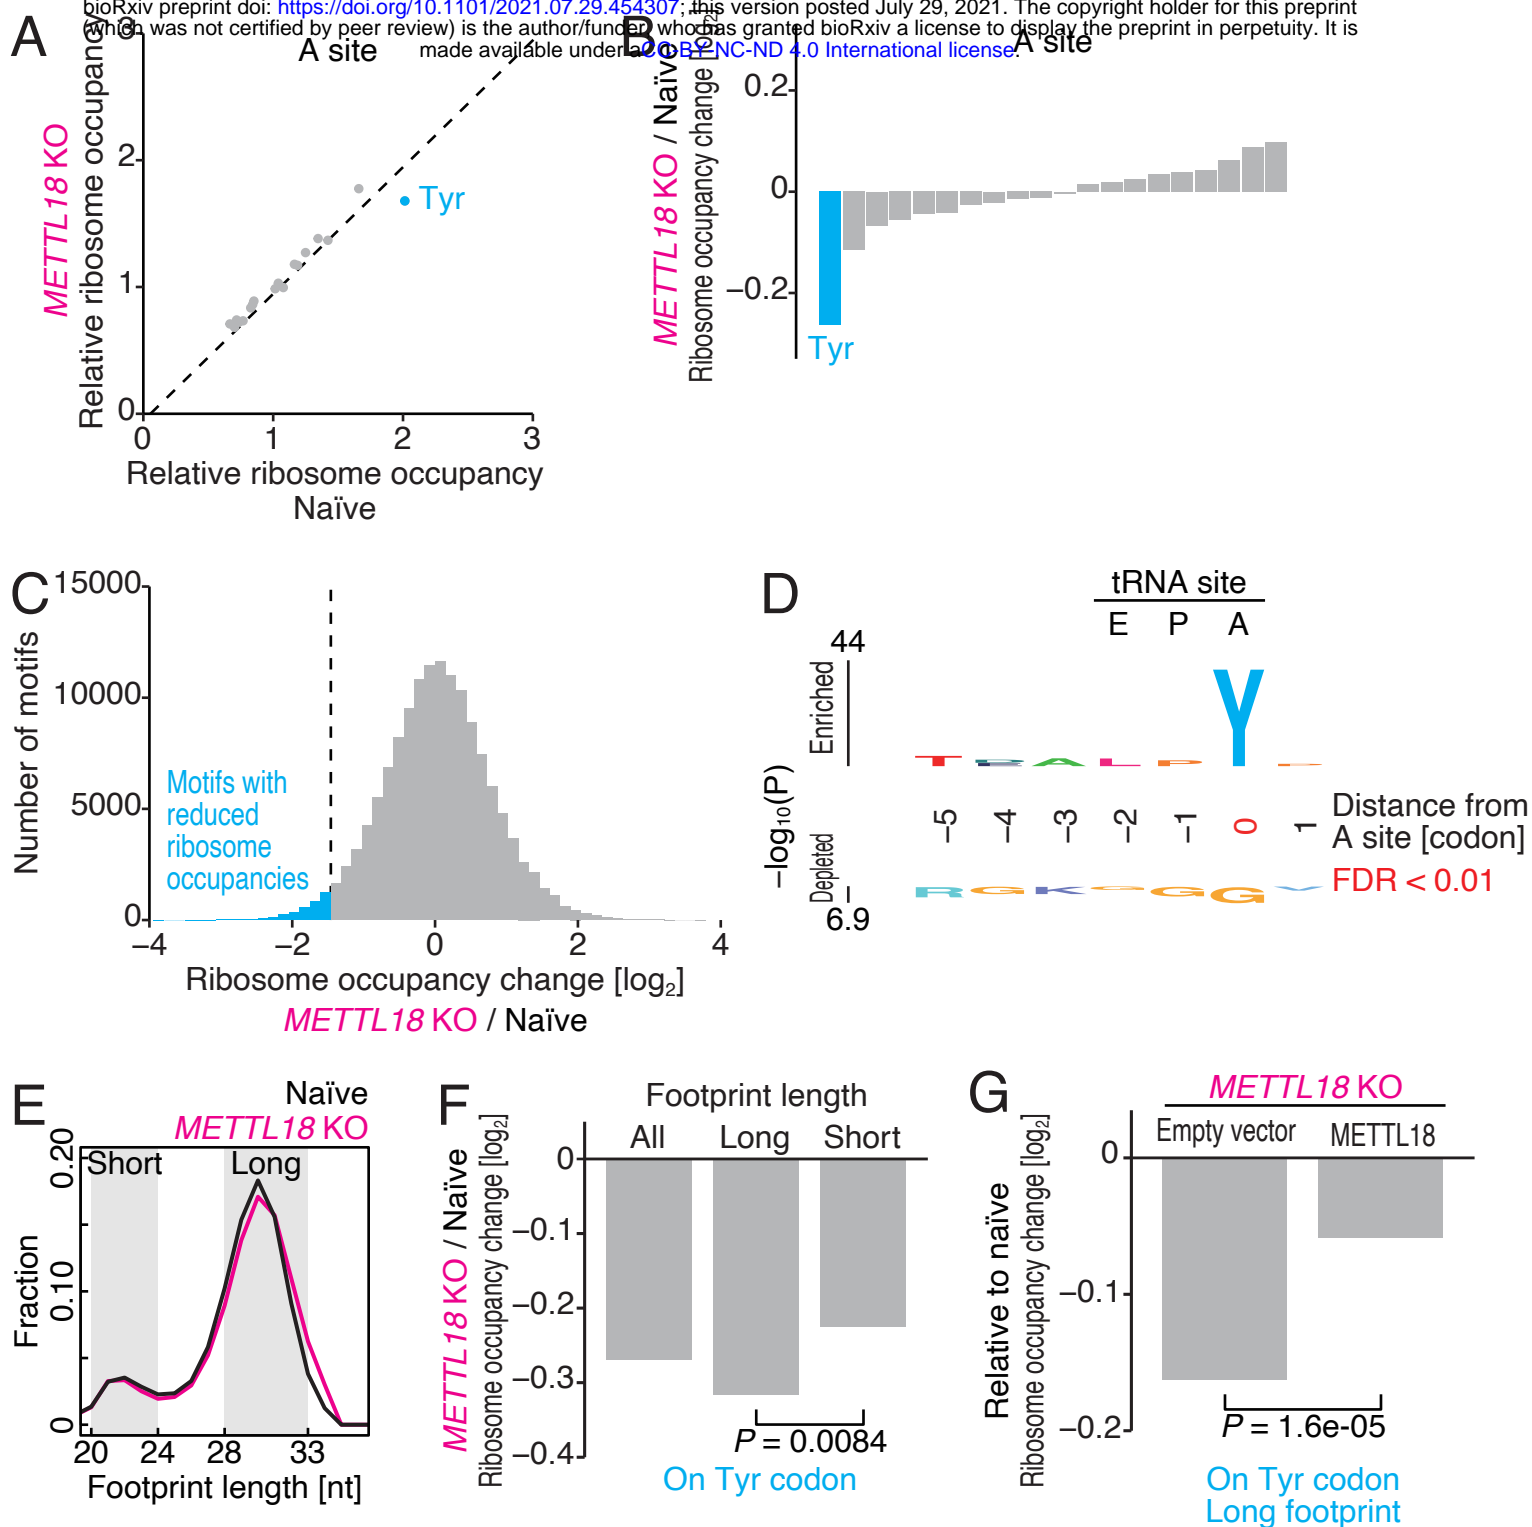 bioRxiv preprint doi: https://doi.org/10.1101/2021.07.29.454307; this version posted July 29, 2021. The copyright holder for this preprint
(which was not certified by peer review) is the author/funder, who has granted bioRxiv a license to display the preprint in perpetuity. It is
made available under aCC-BY-NC-ND 4.0 International license.
A
A site
METTL18 KO
Relative ribosome occupancy
3
2
1
0
Tyr
0 1 2 3
Relative ribosome occupancy
Naïve
B
A site
METTL18 KO / Naïve
Ribosome occupancy change [log2]
0.2
0
−0.2
Tyr
C
Number of motifs
15000
10000
5000
0
Motifs with
reduced
ribosome
occupancies
−4 −2 0 2 4
Ribosome occupancy change [log2]
METTL18 KO / Naïve
D
tRNA site
E P A
44
Enriched
−log10(P)
Depleted
6.9
T A L P Y
−5 −4 −3 −2 −1 0 1
Distance from
A site [codon]
FDR < 0.01
R G K G G G V
E
Naïve
METTL18 KO
Short Long
Fraction
0.20
0.10
0
20 24 28 33
Footprint length [nt]
F
Footprint length
All Long Short
METTL18 KO / Naïve
Ribosome occupancy change [log2]
0
−0.1
−0.2
−0.3
−0.4
P = 0.0084
On Tyr codon
G
METTL18 KO
Empty vector METTL18
Relative to naïve
Ribosome occupancy change [log2]
0
−0.1
−0.2
P = 1.6e-05
On Tyr codon
Long footprint